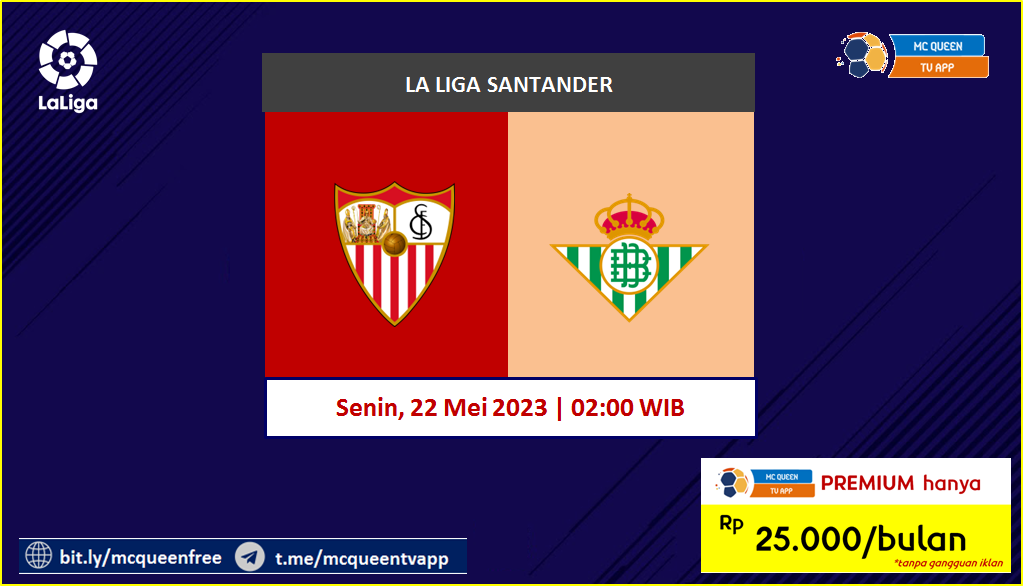 LaLiga
MC QUEEN
TV APP
LA LIGA SANTANDER
Senin, 22 Mei 2023 | 02:00 WIB
MC QUEEN
TV APP
PREMIUM hanya
Rp 25.000/bulan
*tanpa gangguan iklan
bit.ly/mcqueenfree
t.me/mcqueentvapp